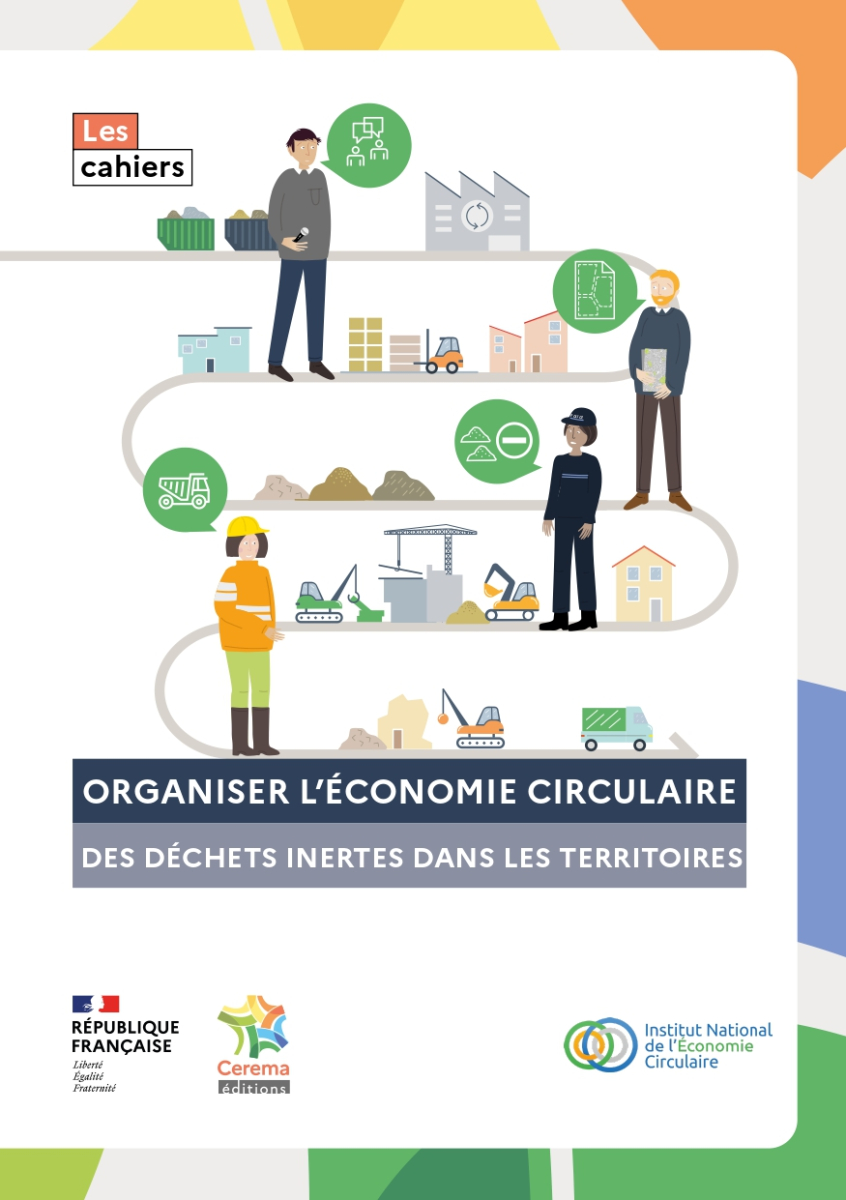 Les
cahiers
ORGANISER L'ÉCONOMIE CIRCULAIRE
DES DÉCHETS INERTES DANS LES TERRITOIRES
RÉPUBLIQUE
FRANÇAISE
Liberté
Égalité
Fraternité
Cerema
éditions
Institut National
de l'Économie
Circulaire